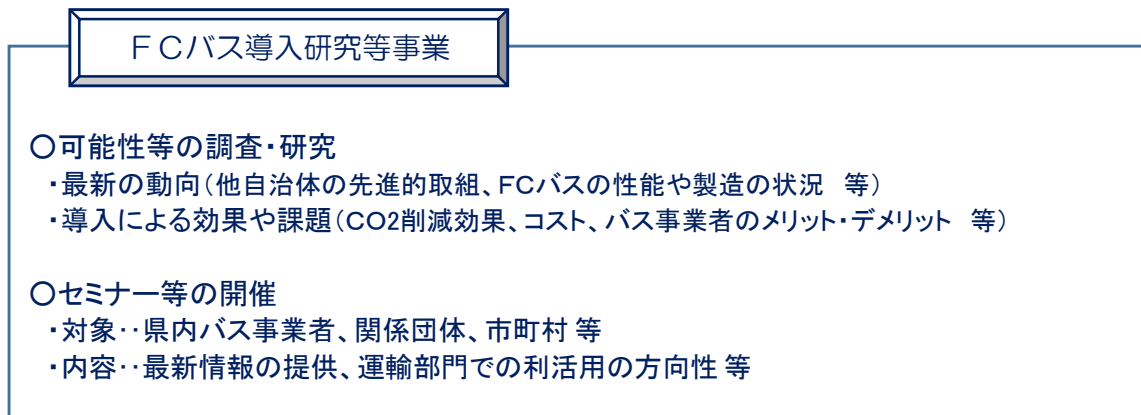 ＦＣバス導入研究等事業
○可能性等の調査・研究
・最新の動向(他自治体の先進的取組、FCバスの性能や製造の状況　等)
・導入による効果や課題(CO2削減効果、コスト、バス事業者のメリット・デメリット　等)
○セミナー等の開催
・対象‥県内バス事業者、関係団体、市町村 等
・内容‥最新情報の提供、運輸部門での利活用の方向性 等